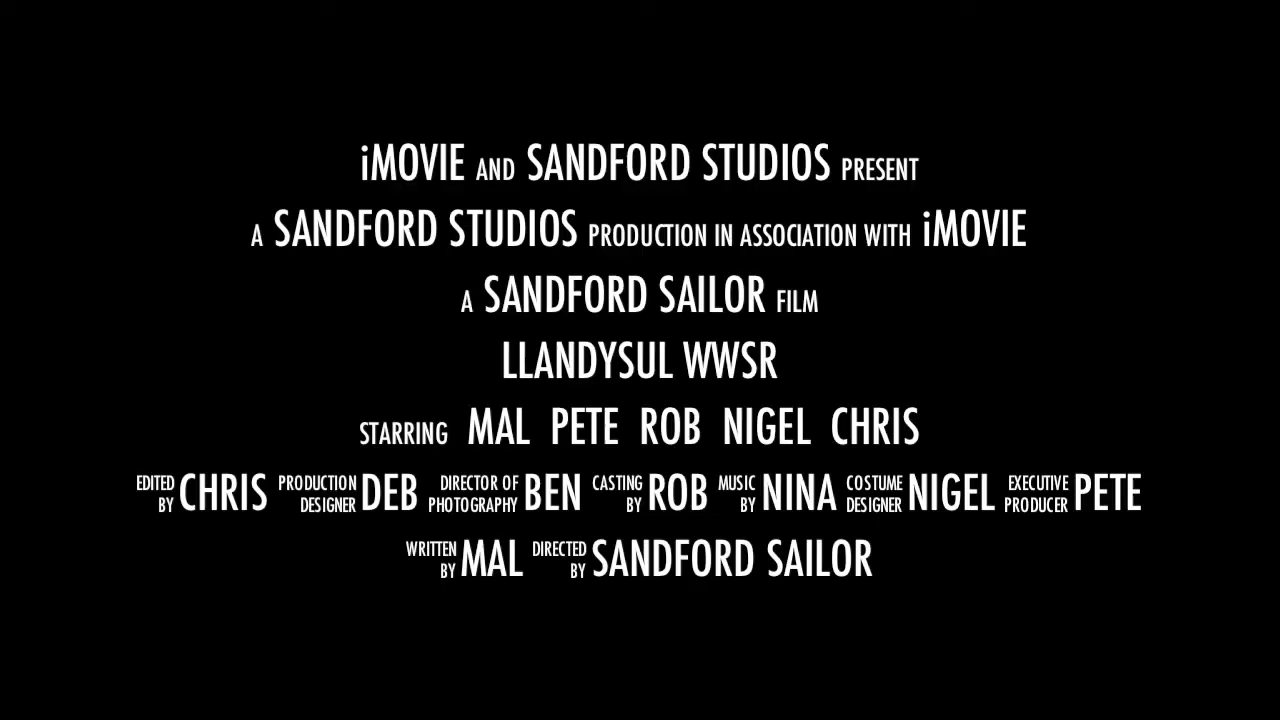 iMOVIE AND SANDFORD STUDIOS PRESENT
A SANDFORD STUDIOS PRODUCTION IN ASSOCIATION WITH iMOVIE
A SANDFORD SAILOR FILM
LLANDYSUL WWSR
STARRING MAL PETE ROB NIGEL CHRIS
EDITED BY CHRIS PRODUCTION DESIGNER DEB DIRECTOR OF PHOTOGRAPHY BEN CASTING BY ROB MUSIC BY NINA COSTUME DESIGNER NIGEL EXECUTIVE PRODUCER PETE
WRITTEN BY MAL DIRECTED BY SANDFORD SAILOR